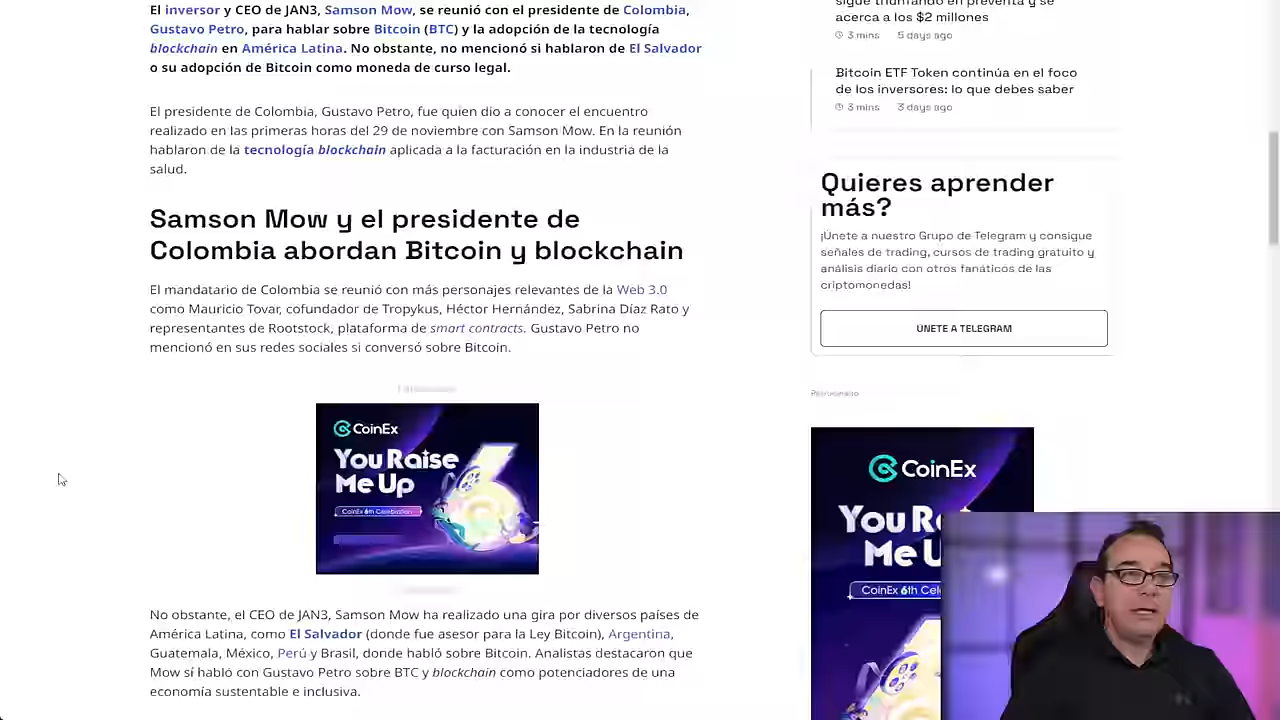 El inversor y CEO de JAN3, Samson Mow, se reunió con el presidente de Colombia,
Gustavo Petro, para hablar sobre Bitcoin (BTC) y la adopción de la tecnología
blockchain en América Latina. No obstante, no mencionó si hablaron de El Salvador
o su adopción de Bitcoin como moneda de curso legal.
El presidente de Colombia, Gustavo Petro, fue quien dio a conocer el encuentro
realizado en las primeras horas del 29 de noviembre con Samson Mow. En la reunión
hablaron de la tecnología blockchain aplicada a la facturación en la industria de la
salud.
Samson Mow y el presidente de
Colombia abordan Bitcoin y blockchain
El mandatario de Colombia se reunió con más personajes relevantes de la Web 3.0
como Mauricio Tovar, cofundador de Tropykus, Héctor Hernández, Sabrina Díaz Rato y
representantes de Rootstock, plataforma de smart contracts. Gustavo Petro no
mencionó en sus redes sociales si conversó sobre Bitcoin.
CoinEx
You Raise
Me Up
CoinEx 6th Celebration
No obstante, el CEO de JAN3, Samson Mow ha realizado una gira por diversos países de
América Latina, como El Salvador (donde fue asesor para la Ley Bitcoin), Argentina,
Guatemala, México, Perú y Brasil, donde habló sobre Bitcoin. Analistas destacaron que
Mow sí habló con Gustavo Petro sobre BTC y blockchain como potenciadores de una
economía sustentable e inclusiva.
sigue triunfando en preventa y se
acerca a los $2 millones
3 mins 5 days ago
Bitcoin ETF Token continúa en el foco
de los inversores: lo que debes saber
3 mins 3 days ago
Quieres aprender
más?
¡Únete a nuestro Grupo de Telegram y consigue
señales de trading, cursos de trading gratuito y
análisis diario con otros fanáticos de las
criptomonedas!
ÚNETE A TELEGRAM
Patrocinado
CoinEx
You Ra
Me U
CoinEx 6th Cel